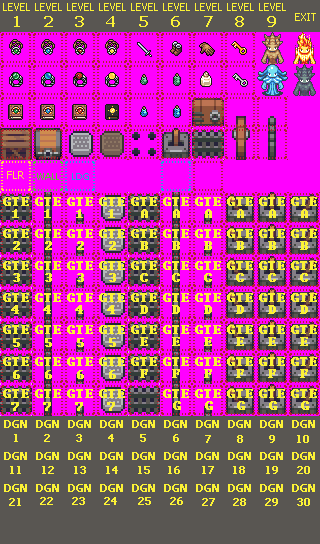 LEVEL LEVEL LEVEL LEVEL LEVEL LEVEL LEVEL LEVEL LEVEL
1 2 3 4 5 6 7 8 9 EXIT
FLR WALL
GTE GTE GTE GTE GTE GTE GTE GTE GTE GTE
1 1 1 1 A A A A A A
GTE GTE GTE GTE GTE GTE GTE GTE GTE GTE
2 2 2 2 B B B B B B
GTE GTE GTE GTE GTE GTE GTE GTE GTE GTE
3 3 3 3 C C C C C C
GTE GTE GTE GTE GTE GTE GTE GTE GTE GTE
4 4 4 4 D D D D D D
GTE GTE GTE GTE GTE GTE GTE GTE GTE GTE
5 5 5 5 E E E E E E
GTE GTE GTE GTE GTE GTE GTE GTE GTE GTE
6 6 6 6 F F F F F F
GTE GTE GTE GTE GTE GTE GTE GTE GTE
7 7 7 7 G G G G G
DGN DGN DGN DGN DGN DGN DGN DGN DGN DGN
1 2 3 4 5 6 7 8 9 10
DGN DGN DGN DGN DGN DGN DGN DGN DGN DGN
11 12 13 14 15 16 17 18 19 20
DGN DGN DGN DGN DGN DGN DGN DGN DGN DGN
21 22 23 24 25 26 27 28 29 30